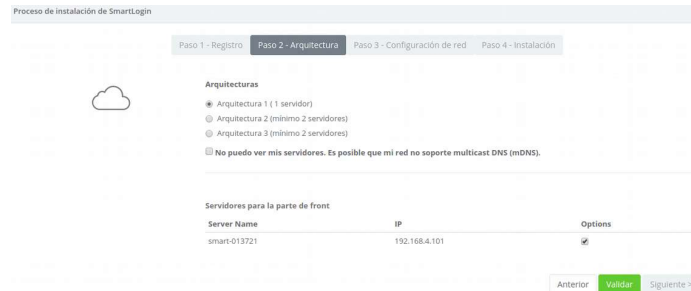 Proceso de instalación de SmartLogin
Paso 1 - Registro Paso 2 - Arquitectura Paso 3 - Configuración de red Paso 4 - Instalación
Arquitecturas
Arquitectura 1 ( 1 servidor)
Arquitectura 2 (mínimo 2 servidores)
Arquitectura 3 (mínimo 2 servidores)
No puedo ver mis servidores. Es posible que mi red no soporte multicast DNS (mDNS).
Servidores para la parte de front
Server Name IP Options
smart-013721 192.168.4.101
Anterior Validar Siguiente >